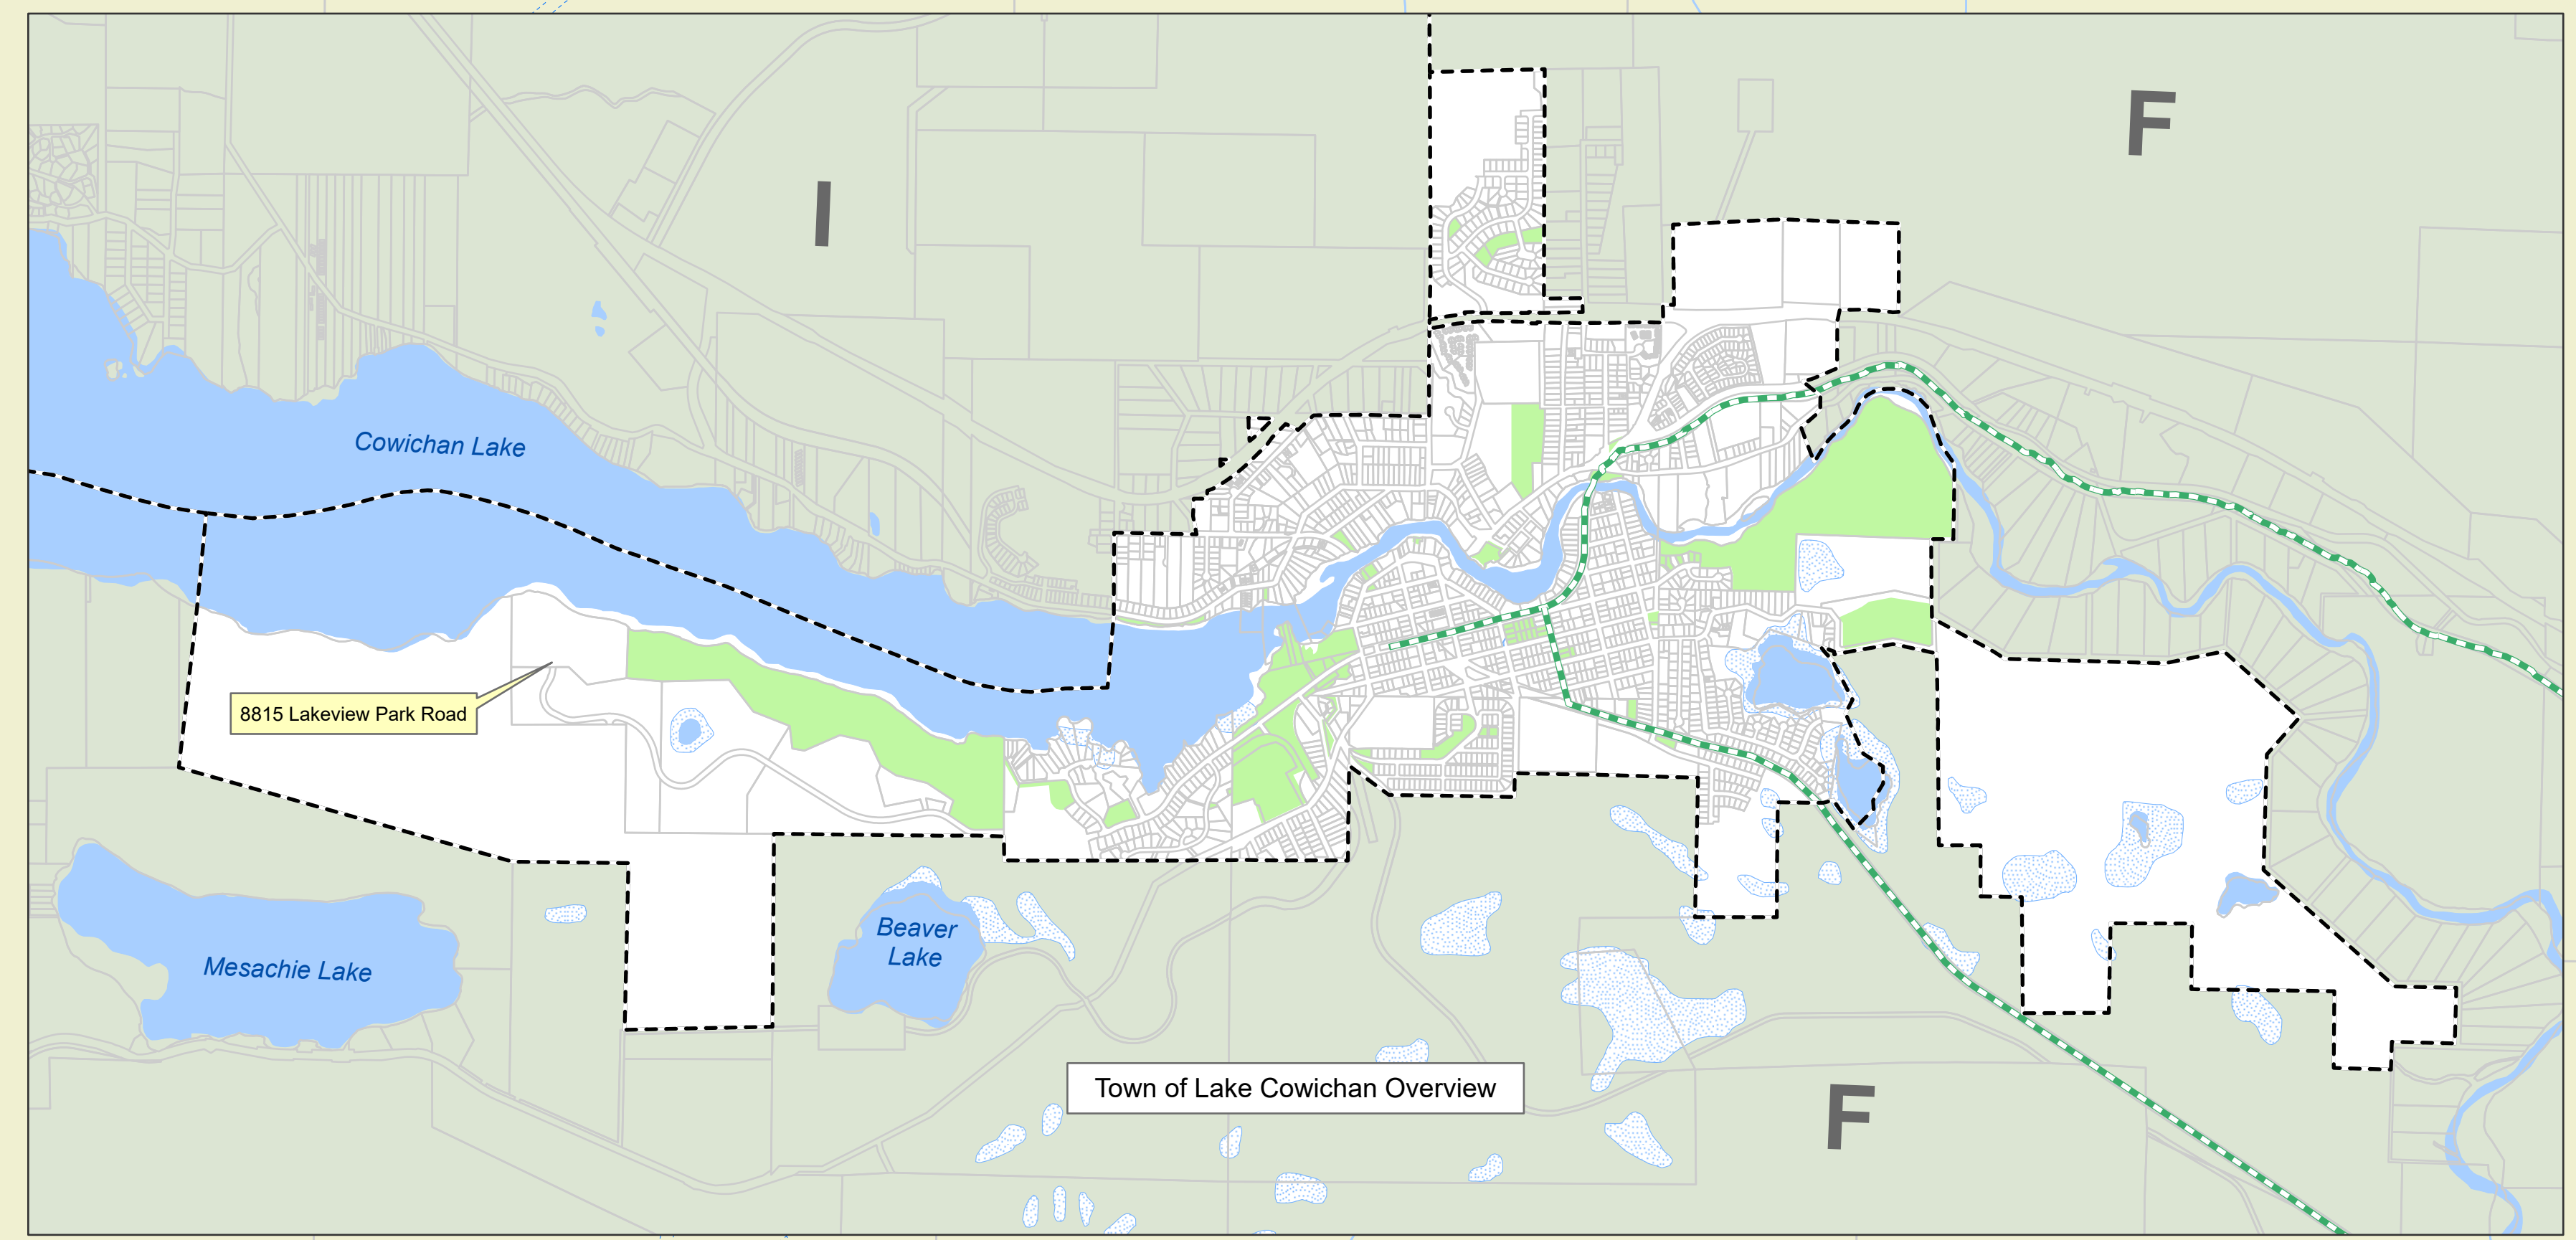 F
I
Cowichan Lake
8815 Lakeview Park Road
Beaver
Lake
Mesachie Lake
Town of Lake Cowichan Overview
F